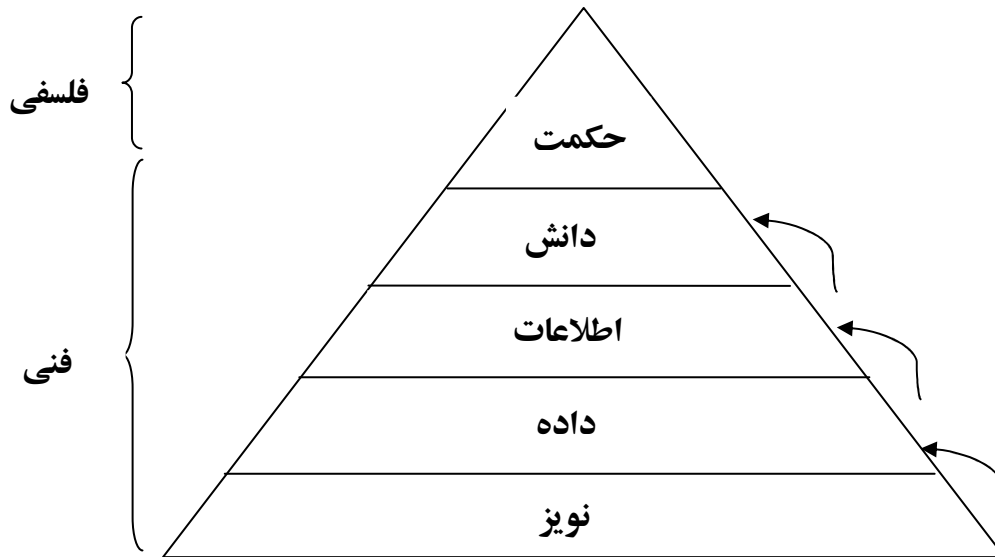 فلسفی
حکمت
دانش
اطلاعات
فنی
داده
نویز